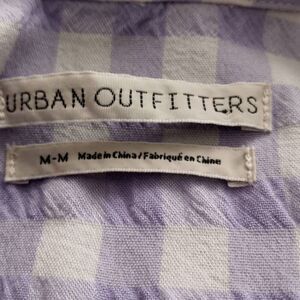 URBAN OUTFITTERS
M-M Made in China / Fabriqué en Chine